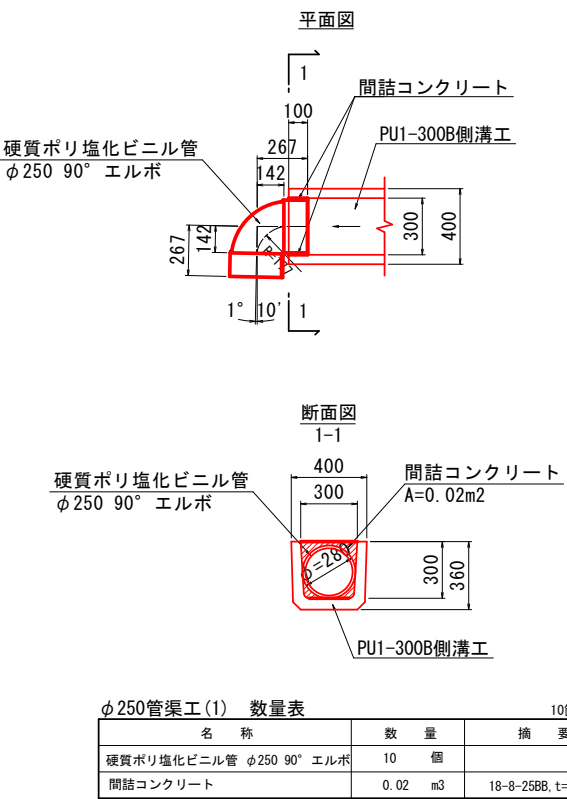 平面図
1
間詰コンクリート
100
PU1-300B側溝工
硬質ポリ塩化ビニル管
φ250 90°エルボ
267
142
300
400
267
142
1°10'
1
断面図
1-1
400
硬質ポリ塩化ビニル管
φ250 90°エルボ
300
間詰コンクリート
A=0.02m2
D=280
300
360
PU1-300B側溝工
φ250管渠工(1) 数量表
名 称 数 量
硬質ポリ塩化ビニル管 φ250 90°エルボ 10 個
間詰コンクリート 0.02 m3 18-8-25BB,t=